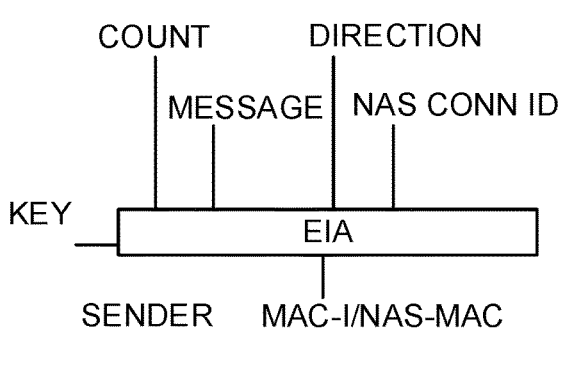 COUNT DIRECTION
MESSAGE NAS CONN ID
KEY
EIA
SENDER MAC-I/NAS-MAC